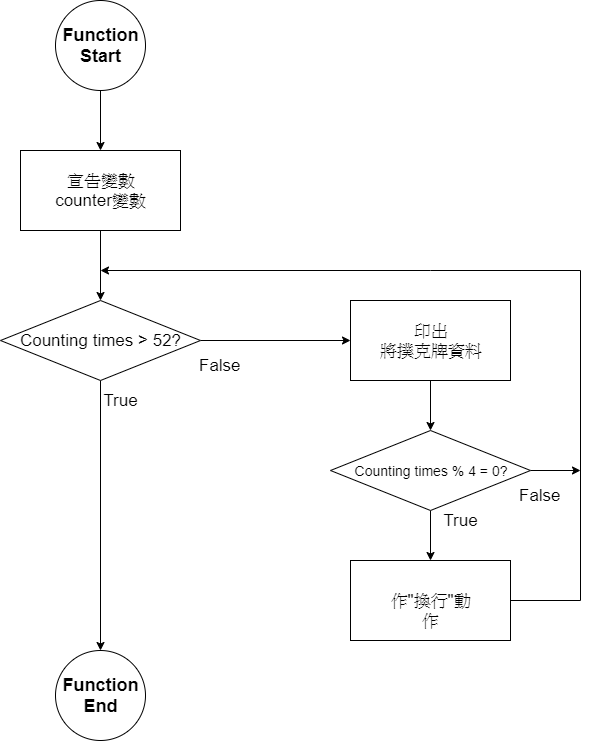 Function
Start
宣告變數
counter變數
Counting times > 52?
False
True
印出
將撲克牌資料
Counting times % 4 = 0?
False
True
作"換行"動
作
Function
End